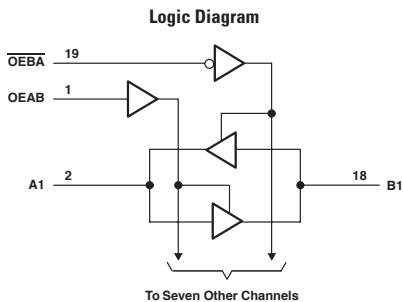 Logic Diagram
OEBA 19
OEAB 1
A1 2
18 B1
To Seven Other Channels